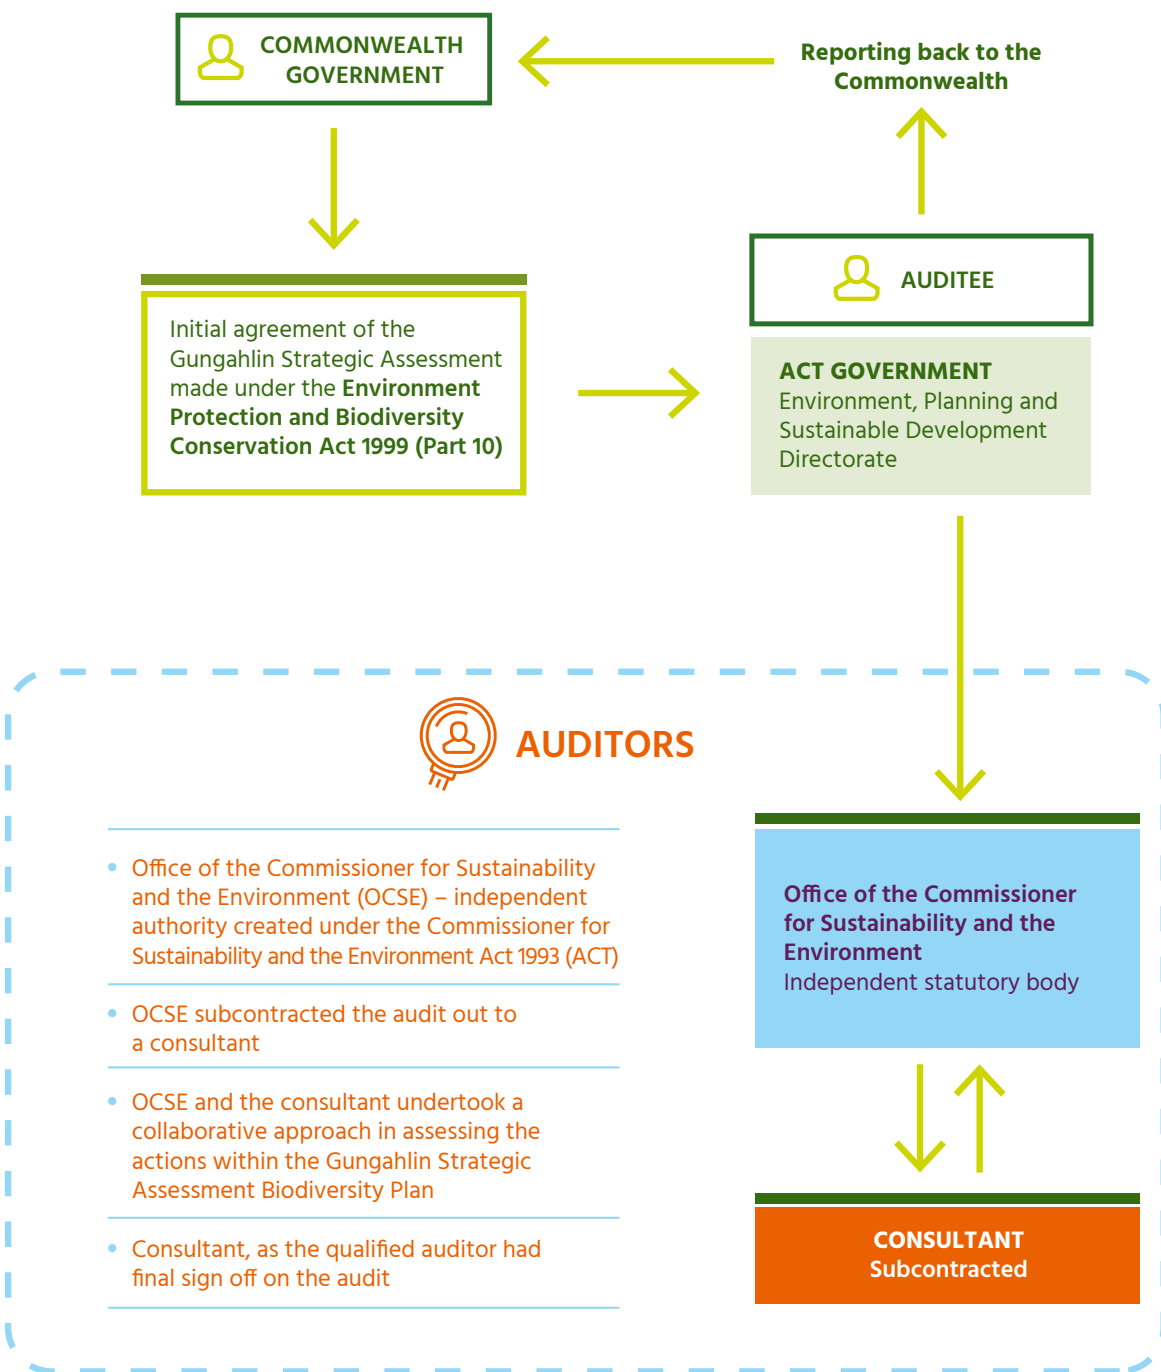 COMMONWEALTH
GOVERNMENT
Reporting back to the
Commonwealth
AUDITEE
Initial agreement of the
Gungahlin Strategic Assessment
made under the Environment
Protection and Biodiversity
Conservation Act 1999 (Part 10)
ACT GOVERNMENT
Environment, Planning and
Sustainable Development
Directorate
AUDITORS
• Office of the Commissioner for Sustainability
and the Environment (OCSE) – independent
authority created under the Commissioner for
Sustainability and the Environment Act 1993 (ACT)
• OCSE subcontracted the audit out to
a consultant
• OCSE and the consultant undertook a
collaborative approach in assessing the
actions within the Gungahlin Strategic
Assessment Biodiversity Plan
• Consultant, as the qualified auditor had
final sign off on the audit
Office of the Commissioner
for Sustainability and the
Environment
Independent statutory body
CONSULTANT
Subcontracted